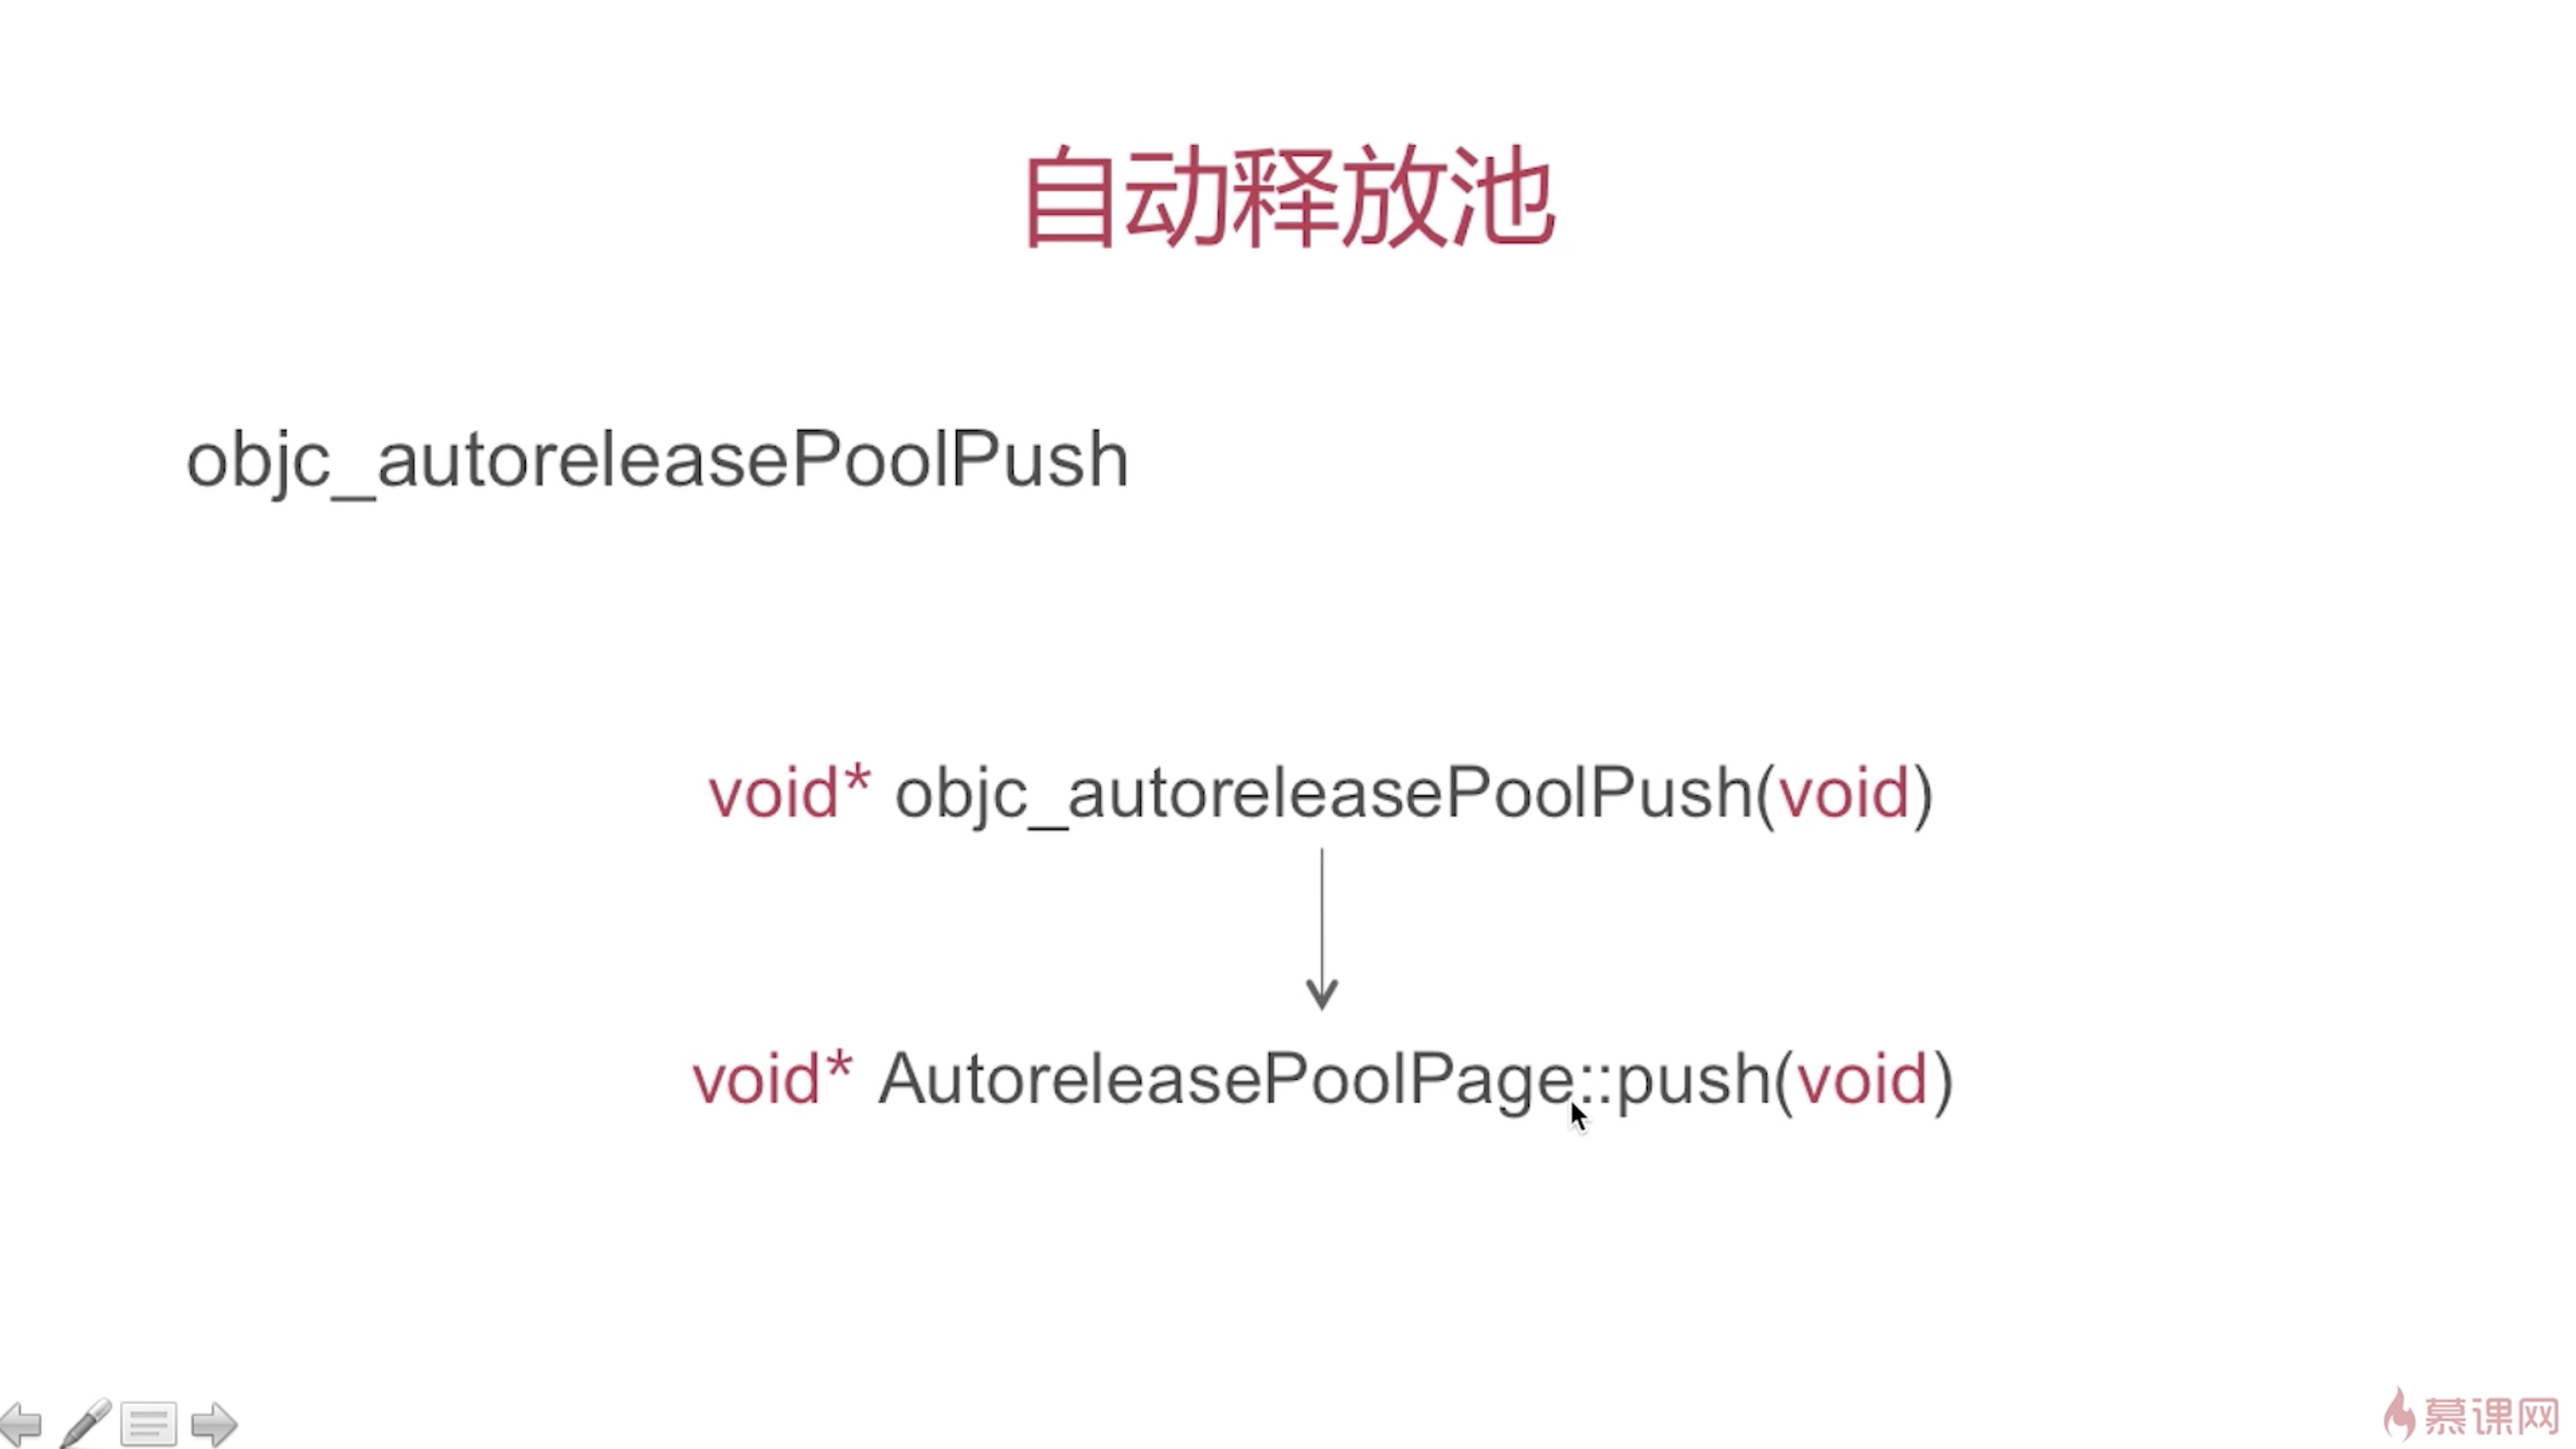 自动释放池
objc_autoreleasePoolPush
void* objc_autoreleasePoolPush(void)
void* AutoreleasePoolPage::push(void)
慕课网